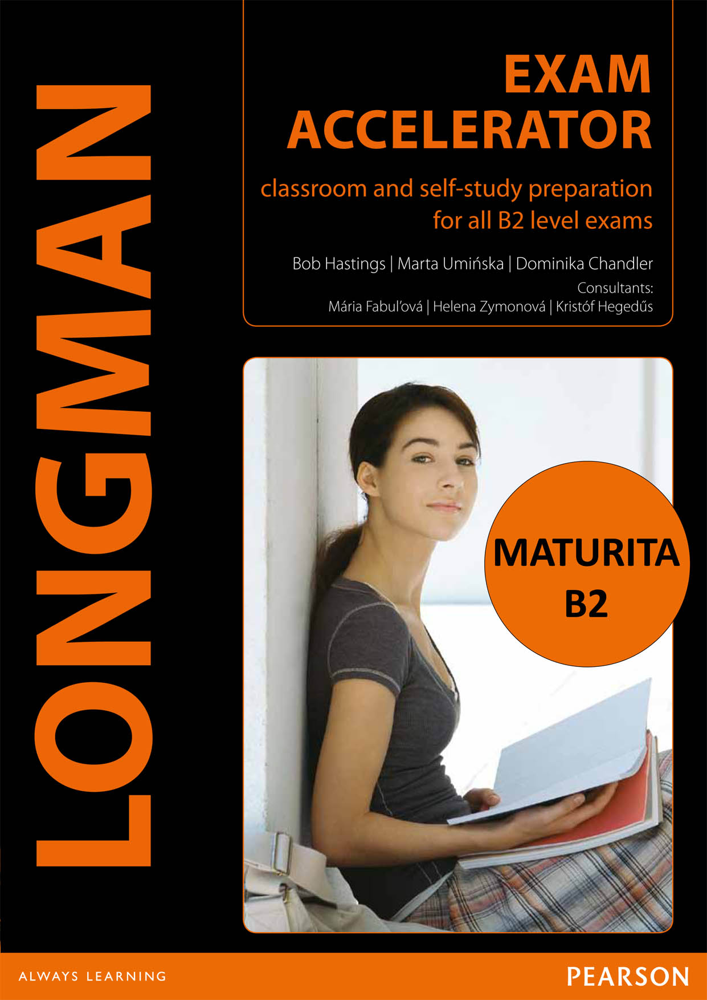 LONGMAN
EXAM
ACCELERATOR
classroom and self-study preparation
for all B2 level exams
Bob Hastings | Marta Umińska | Dominika Chandler
Consultants:
Mária Fabuľová | Helena Zymonová | Kristóf Hegedűs
MATURITA
B2
ALWAYS LEARNING
PEARSON